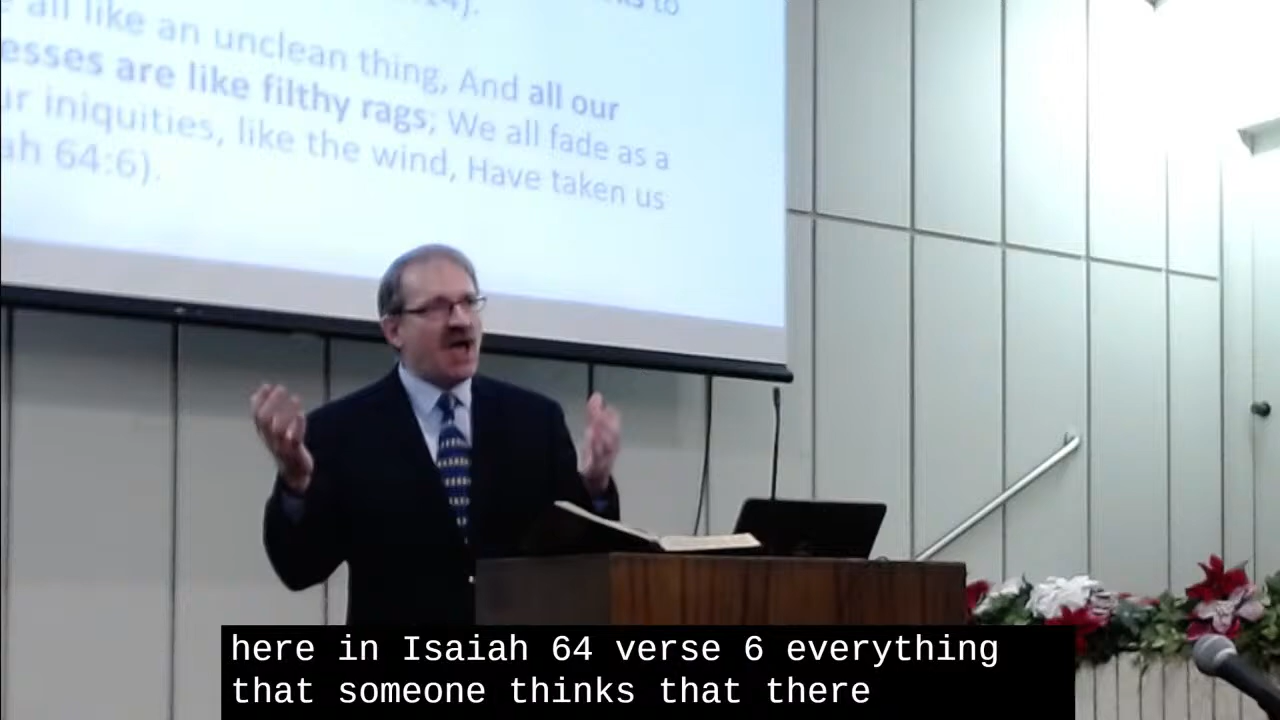 all like an unclean thing, And all our
esses are like filthy rags; We all fade as a
ur iniquities, like the wind, Have taken us
ah 64:6).
here in Isaiah 64 verse 6 everything
that someone thinks that there